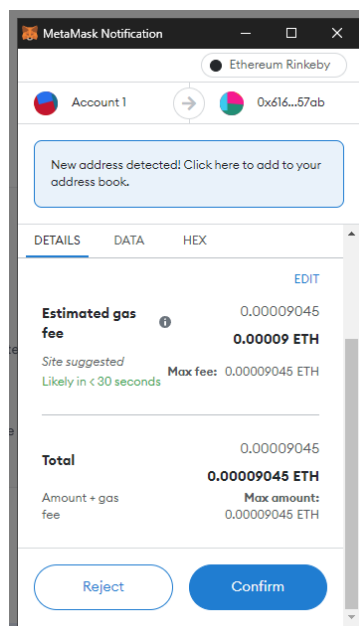 MetaMask Notification
Ethereum Rinkeby
Account 1
0x616...57ab
New address detected! Click here to add to your
address book.
DETAILS DATA HEX
EDIT
Estimated gas
fee
0.00009045
0.00009 ETH
Site suggested
Likely in < 30 seconds
Max fee: 0.00009045 ETH
Total
0.00009045
0.00009045 ETH
Amount + gas
fee
Max amount:
0.00009045 ETH
Reject
Confirm